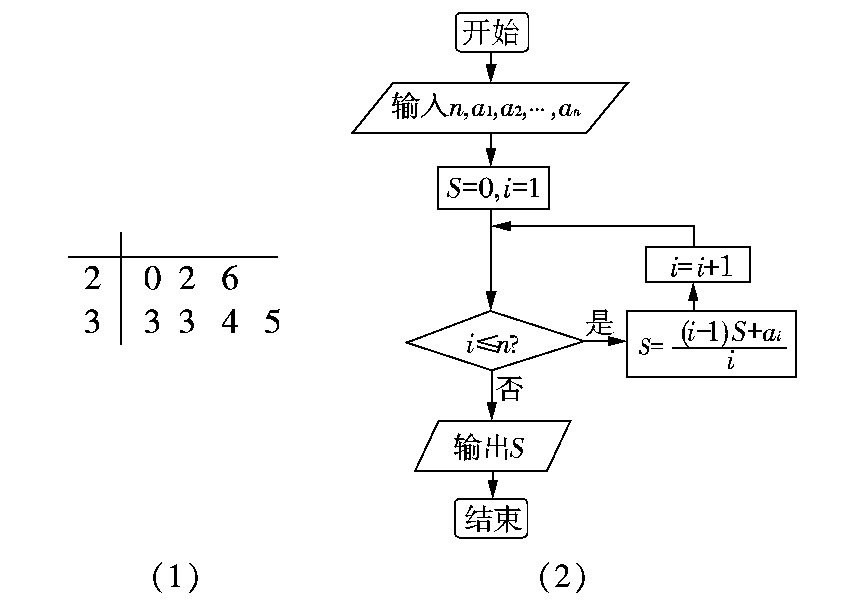 2 0 2 6
3 3 3 4 5
(1)
开始
输入n,a₁,a₂,…,aₙ
S=0,i=1
i≤n?
是
S=(i-1)S+aᵢ
i
i=i+1
否
输出S
结束
(2)